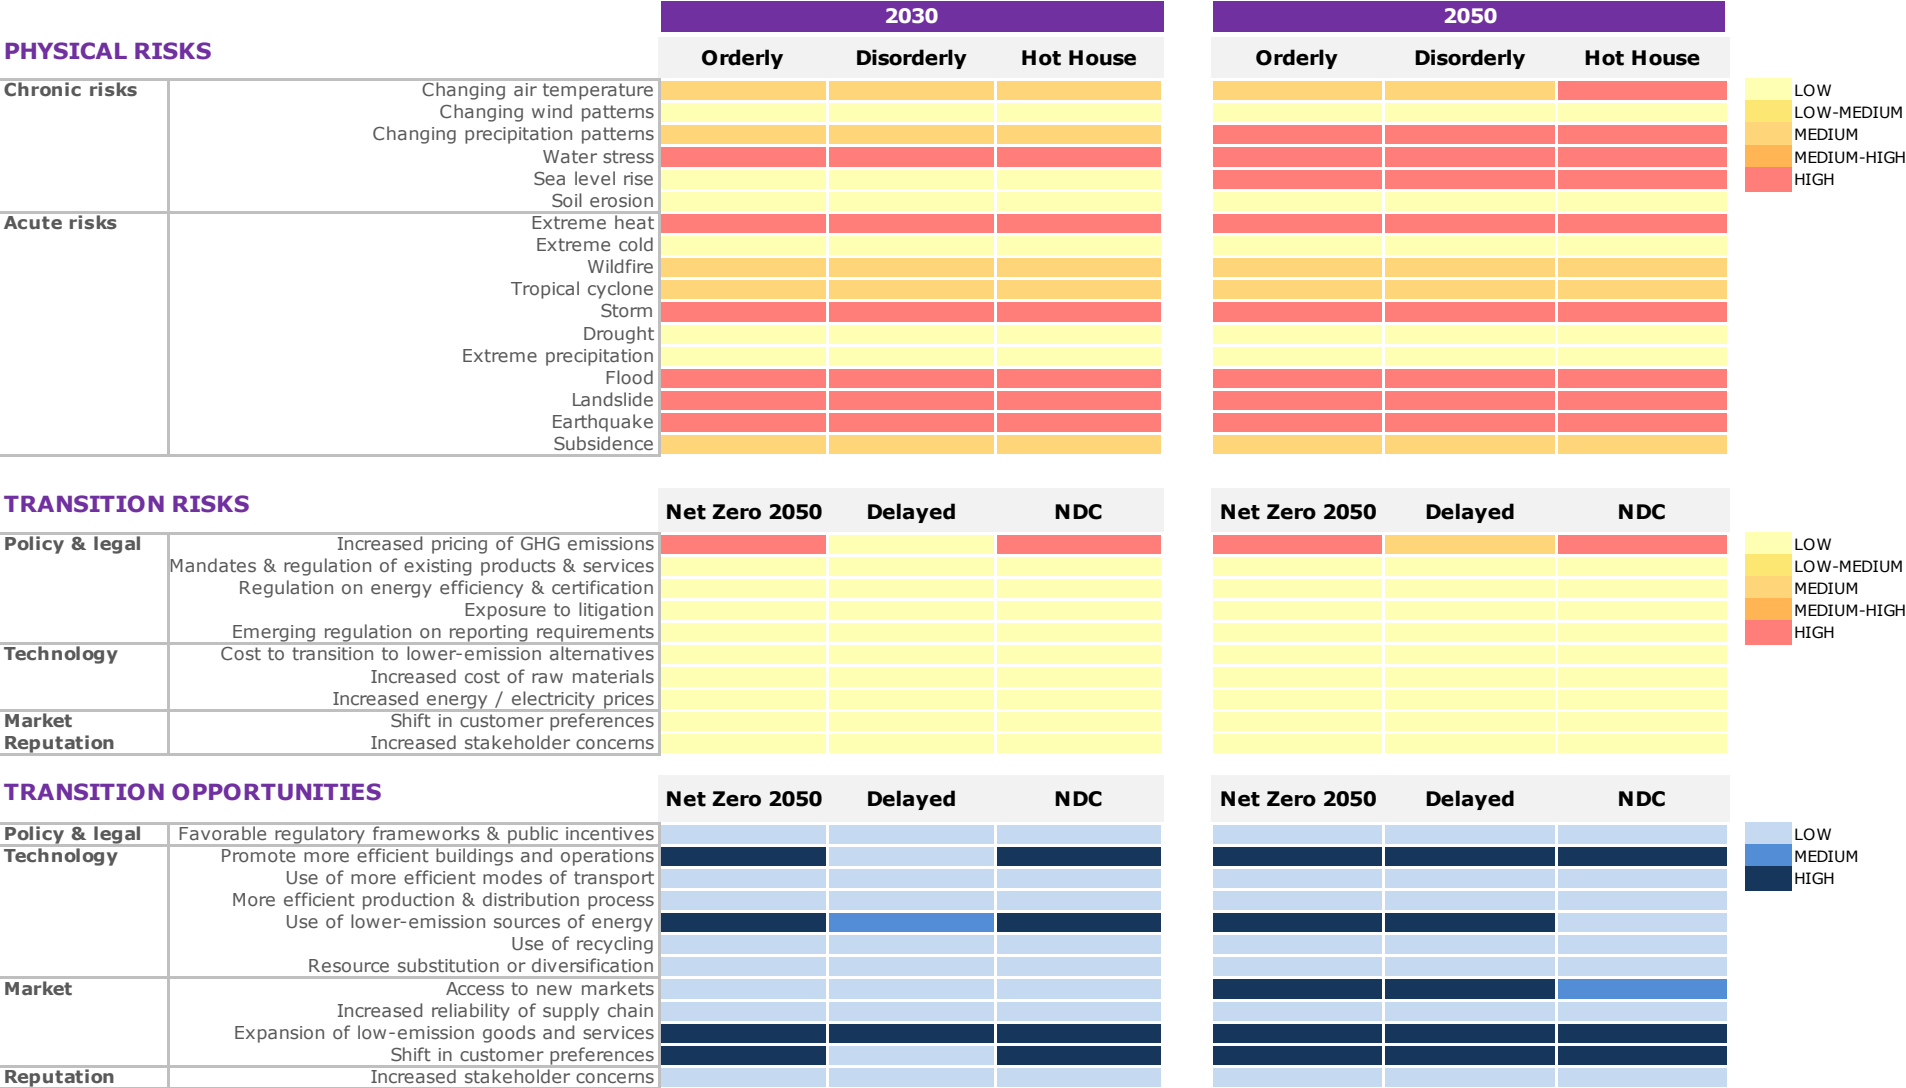 2030 2050
PHYSICAL RISKS Orderly Disorderly Hot House Orderly Disorderly Hot House
Chronic risks Changing air temperature LOW
Changing wind patterns LOW-MEDIUM
Changing precipitation patterns MEDIUM
Water stress MEDIUM-HIGH
Sea level rise HIGH
Soil erosion
Acute risks Extreme heat
Extreme cold
Wildfire
Tropical cyclone
Storm
Drought
Extreme precipitation
Flood
Landslide
Earthquake
Subsidence
TRANSITION RISKS Net Zero 2050 Delayed NDC Net Zero 2050 Delayed NDC
Policy & legal Increased pricing of GHG emissions LOW
Mandates & regulation of existing products & services LOW-MEDIUM
Regulation on energy efficiency & certification MEDIUM
Exposure to litigation MEDIUM-HIGH
Emerging regulation on reporting requirements HIGH
Technology Cost to transition to lower-emission alternatives
Increased cost of raw materials
Increased energy / electricity prices
Market Shift in customer preferences
Reputation Increased stakeholder concerns
TRANSITION OPPORTUNITIES Net Zero 2050 Delayed NDC Net Zero 2050 Delayed NDC
Policy & legal Favorable regulatory frameworks & public incentives LOW
Technology Promote more efficient buildings and operations MEDIUM
Use of more efficient modes of transport HIGH
More efficient production & distribution process
Use of lower-emission sources of energy
Use of recycling
Resource substitution or diversification
Market Access to new markets
Increased reliability of supply chain
Expansion of low-emission goods and services
Shift in customer preferences
Reputation Increased stakeholder concerns